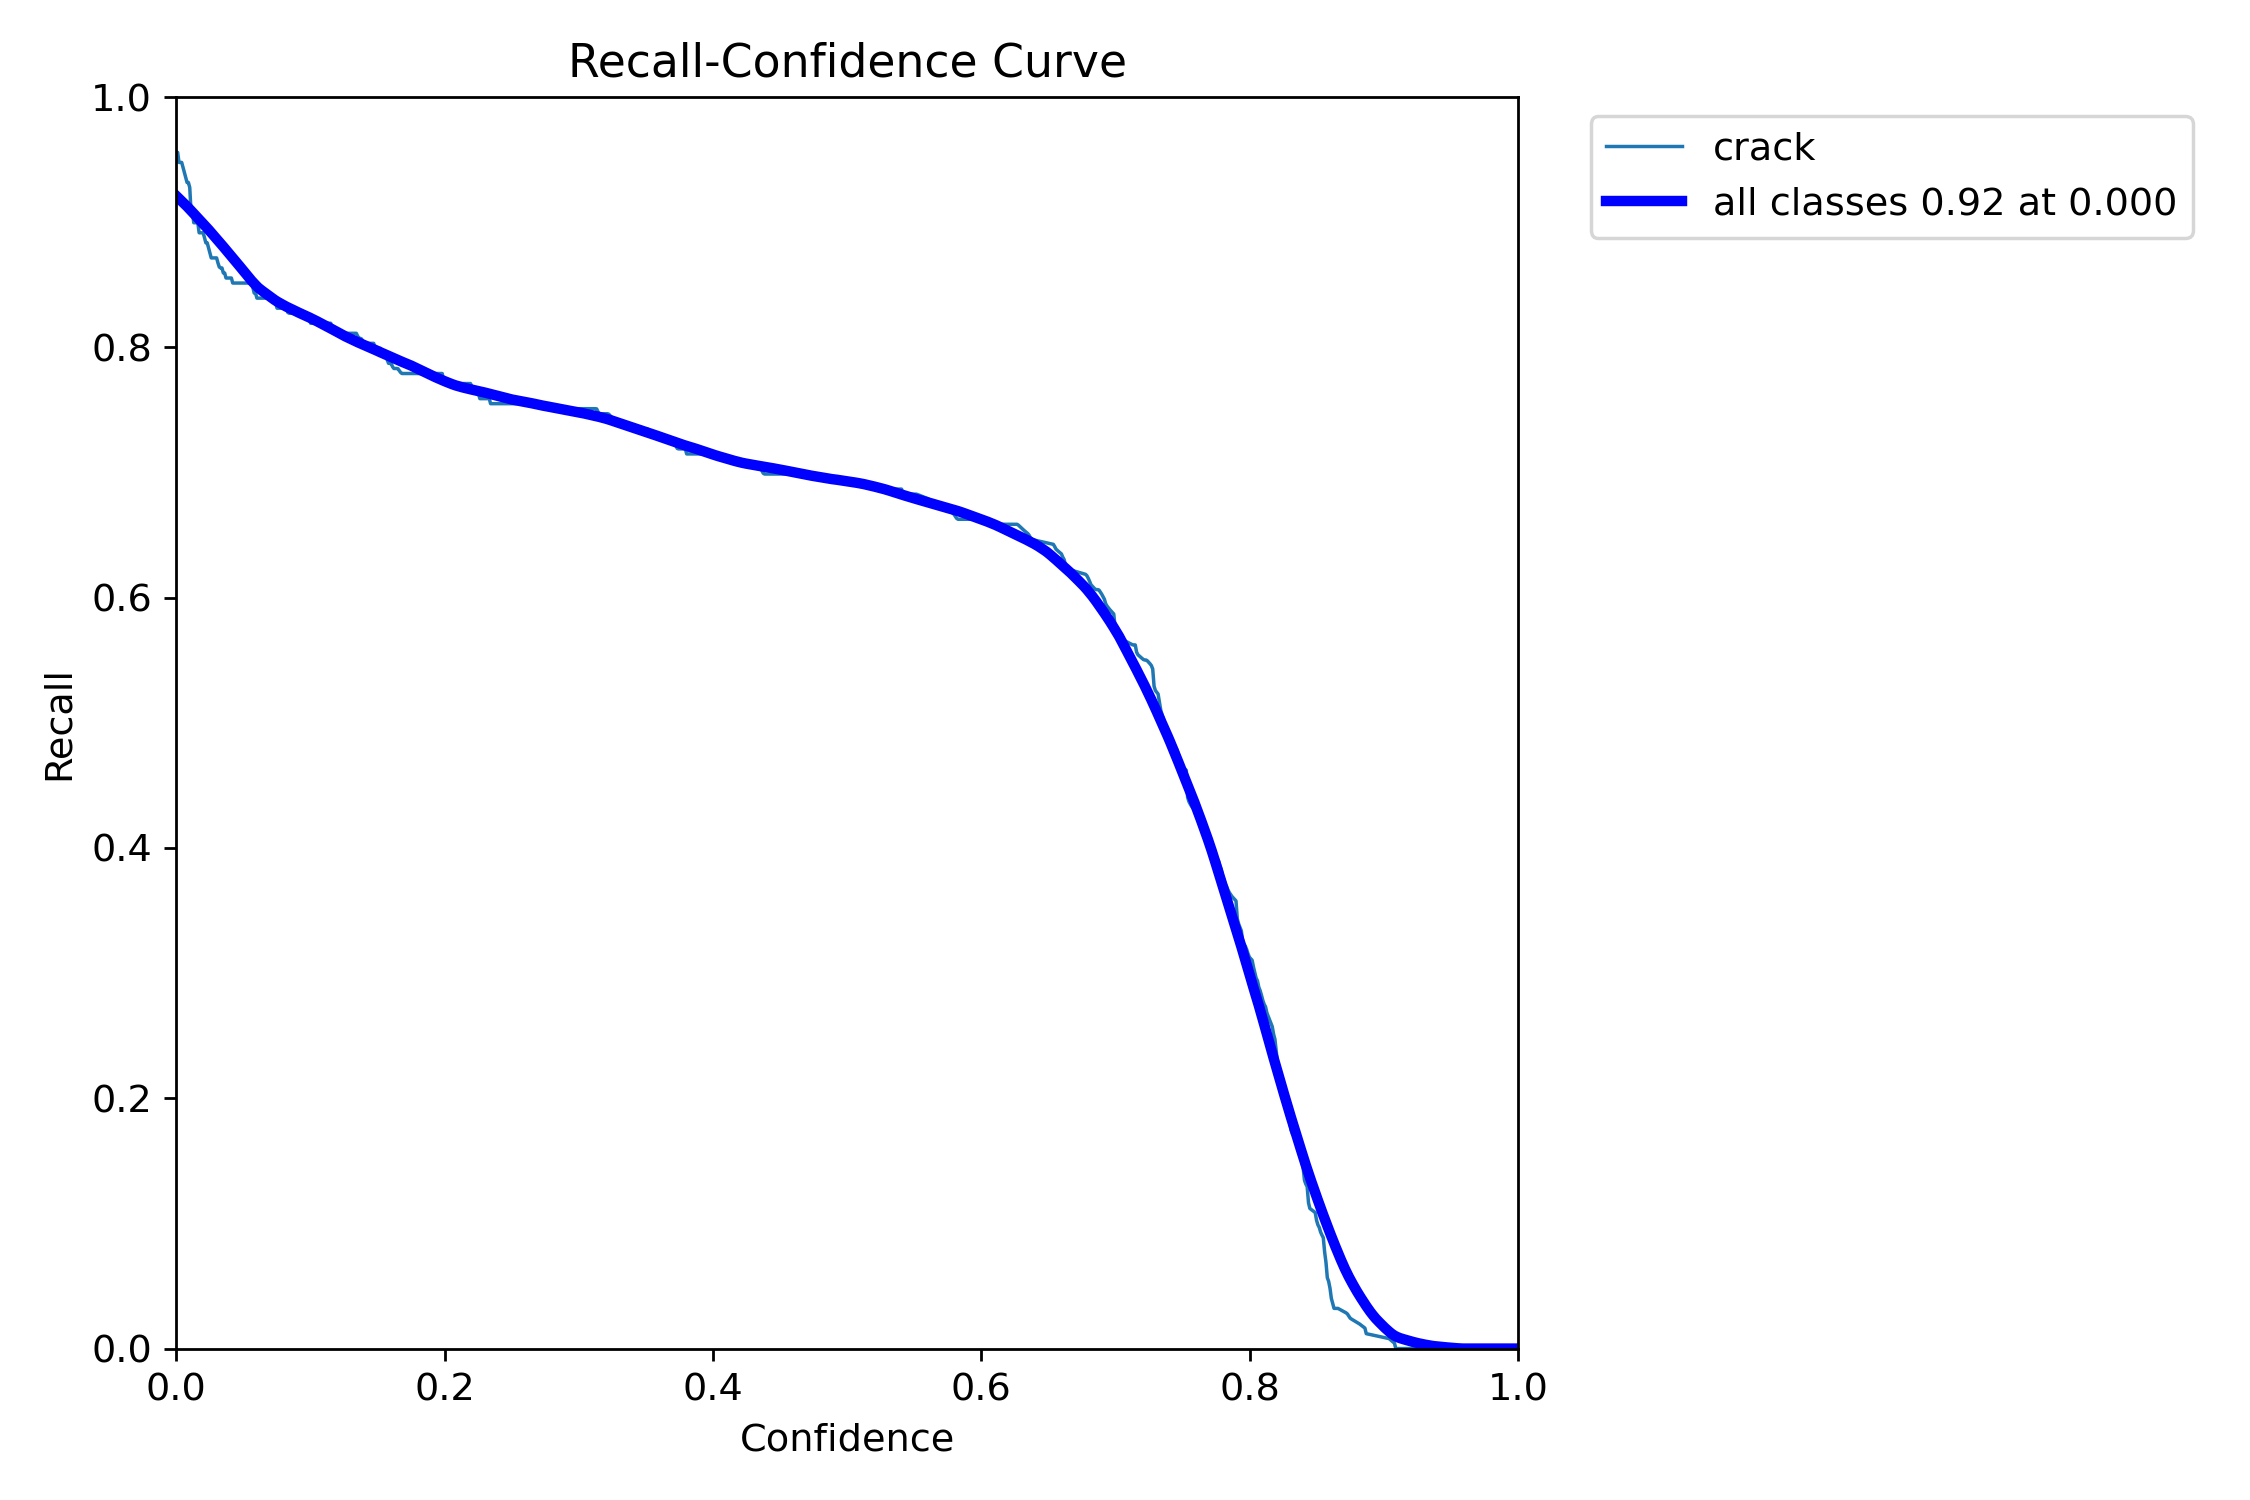 Recall-Confidence Curve
1.0
0.8
0.6
0.4
0.2
0.0
Recall
0.0 0.2 0.4 0.6 0.8 1.0
Confidence
crack
all classes 0.92 at 0.000